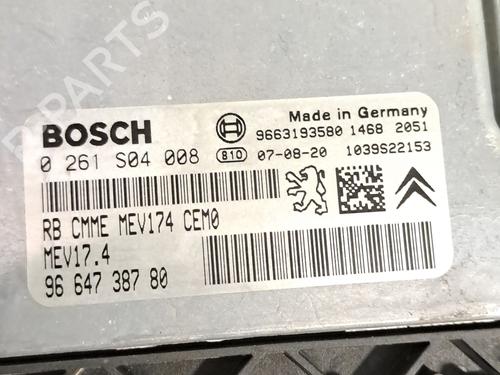 Made in Germany
BOSCH
9663193580 1468 2051
0 261 S04 008
810 07-08-20 1039S22153
RB CMME MEV174 CEM0
MEV17.4
96 647 387 80